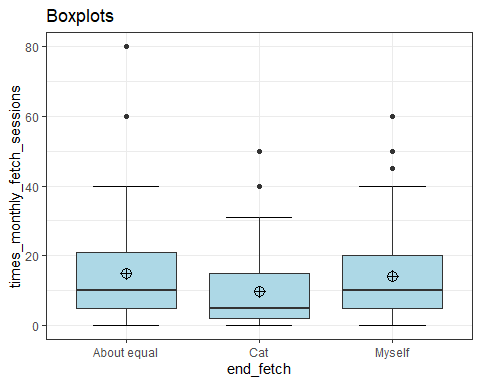 Boxplots
times_monthly_fetch_sessions
80
60
40
20
0
About equal
Cat
Myself
end_fetch